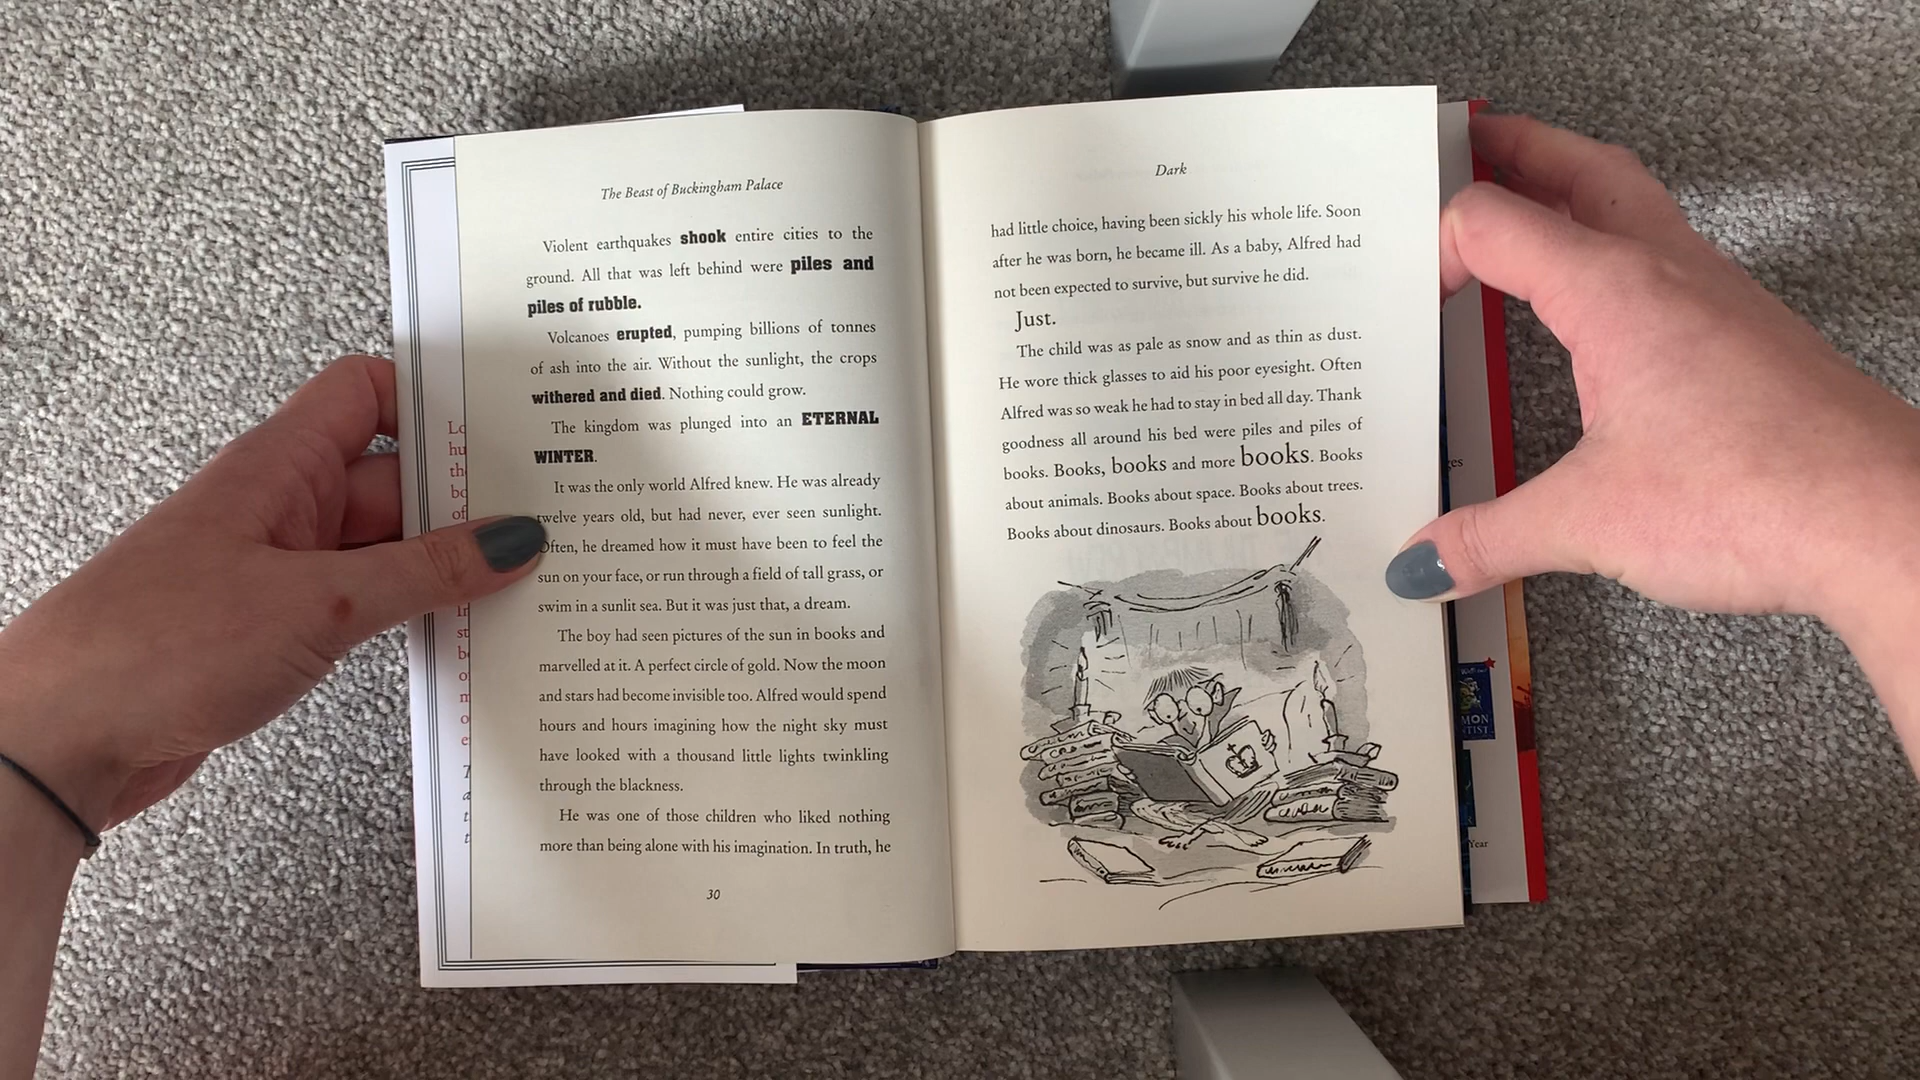 The Beast of Buckingham Palace
Violent earthquakes shook entire cities to the
ground. All that was left behind were piles and
piles of rubble.
Volcanoes erupted, pumping billions of tonnes
of ash into the air. Without the sunlight, the crops
withered and died. Nothing could grow.
The kingdom was plunged into an ETERNAL
WINTER.
It was the only world Alfred knew. He was already
twelve years old, but had never, ever seen sunlight.
Often, he dreamed how it must have been to feel the
sun on your face, or run through a field of tall grass, or
swim in a sunlit sea. But it was just that, a dream.
The boy had seen pictures of the sun in books and
marvelled at it. A perfect circle of gold. Now the moon
and stars had become invisible too. Alfred would spend
hours and hours imagining how the night sky must
have looked with a thousand little lights twinkling
through the blackness.
He was one of those children who liked nothing
more than being alone with his imagination. In truth, he
30
Dark
had little choice, having been sickly his whole life. Soon
after he was born, he became ill. As a baby, Alfred had
not been expected to survive, but survive he did.
Just.
The child was as pale as snow and as thin as dust.
He wore thick glasses to aid his poor eyesight. Often
Alfred was so weak he had to stay in bed all day. Thank
goodness all around his bed were piles and piles of
books. Books, books and more books. Books
about animals. Books about space. Books about trees.
Books about dinosaurs. Books about books.
Year